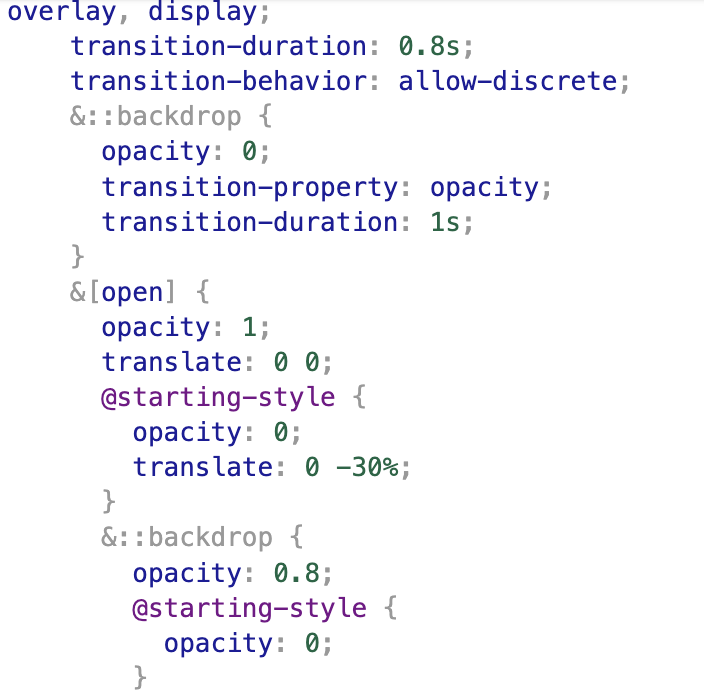 overlay, display;
    transition-duration: 0.8s;
    transition-behavior: allow-discrete;
    &::backdrop {
      opacity: 0;
      transition-property: opacity;
      transition-duration: 1s;
    }
    &[open] {
      opacity: 1;
      translate: 0 0;
      @starting-style {
        opacity: 0;
        translate: 0 -30%;
      }
      &::backdrop {
        opacity: 0.8;
        @starting-style {
          opacity: 0;
        }